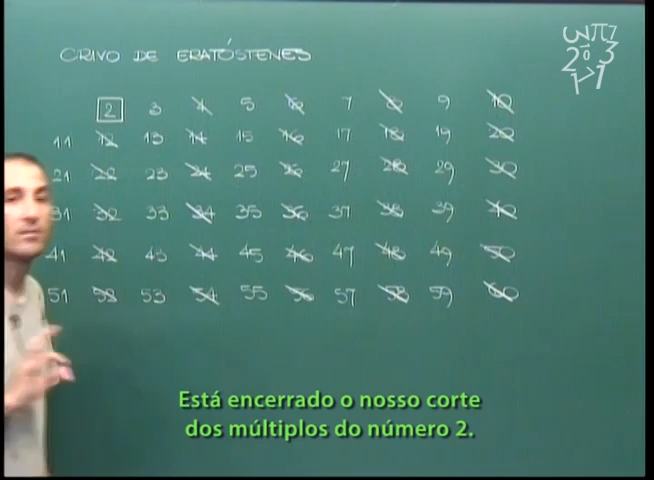 CRIVO DE ERATÓSTENES
2 3 4 5 6 7 8 9 10
11 12 13 14 15 16 17 18 19 20
21 22 23 24 25 26 27 28 29 30
31 32 33 34 35 36 37 38 39 40
41 42 43 44 45 46 47 48 49 50
51 52 53 54 55 56 57 58 59 60
Está encerrado o nosso corte
dos múltiplos do número 2.